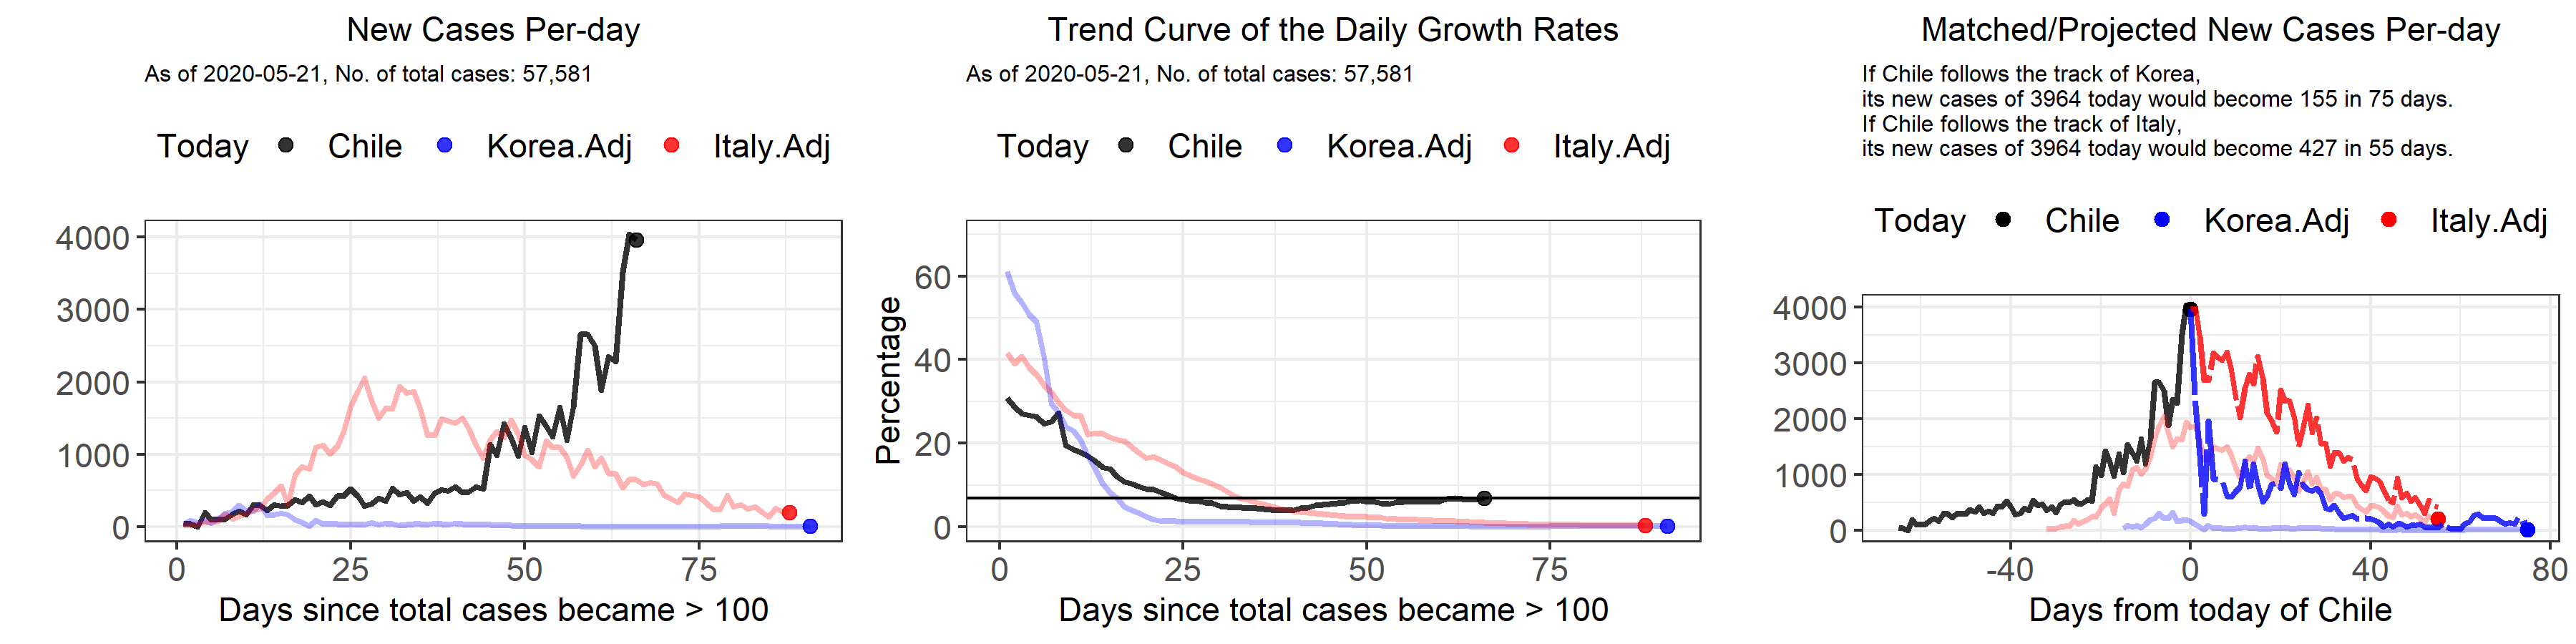 New Cases Per-day
As of 2020-05-21, No. of total cases: 57,581
Today Chile Korea.Adj Italy.Adj
4000
3000
2000
1000
0
0 25 50 75
Days since total cases became > 100
Trend Curve of the Daily Growth Rates
As of 2020-05-21, No. of total cases: 57,581
Today Chile Korea.Adj Italy.Adj
Percentage
60
40
20
0
0 25 50 75
Days since total cases became > 100
Matched/Projected New Cases Per-day
If Chile follows the track of Korea,
its new cases of 3964 today would become 155 in 75 days.
If Chile follows the track of Italy,
its new cases of 3964 today would become 427 in 55 days.
Today Chile Korea.Adj Italy.Adj
4000
3000
2000
1000
0
-40 0 40 80
Days from today of Chile